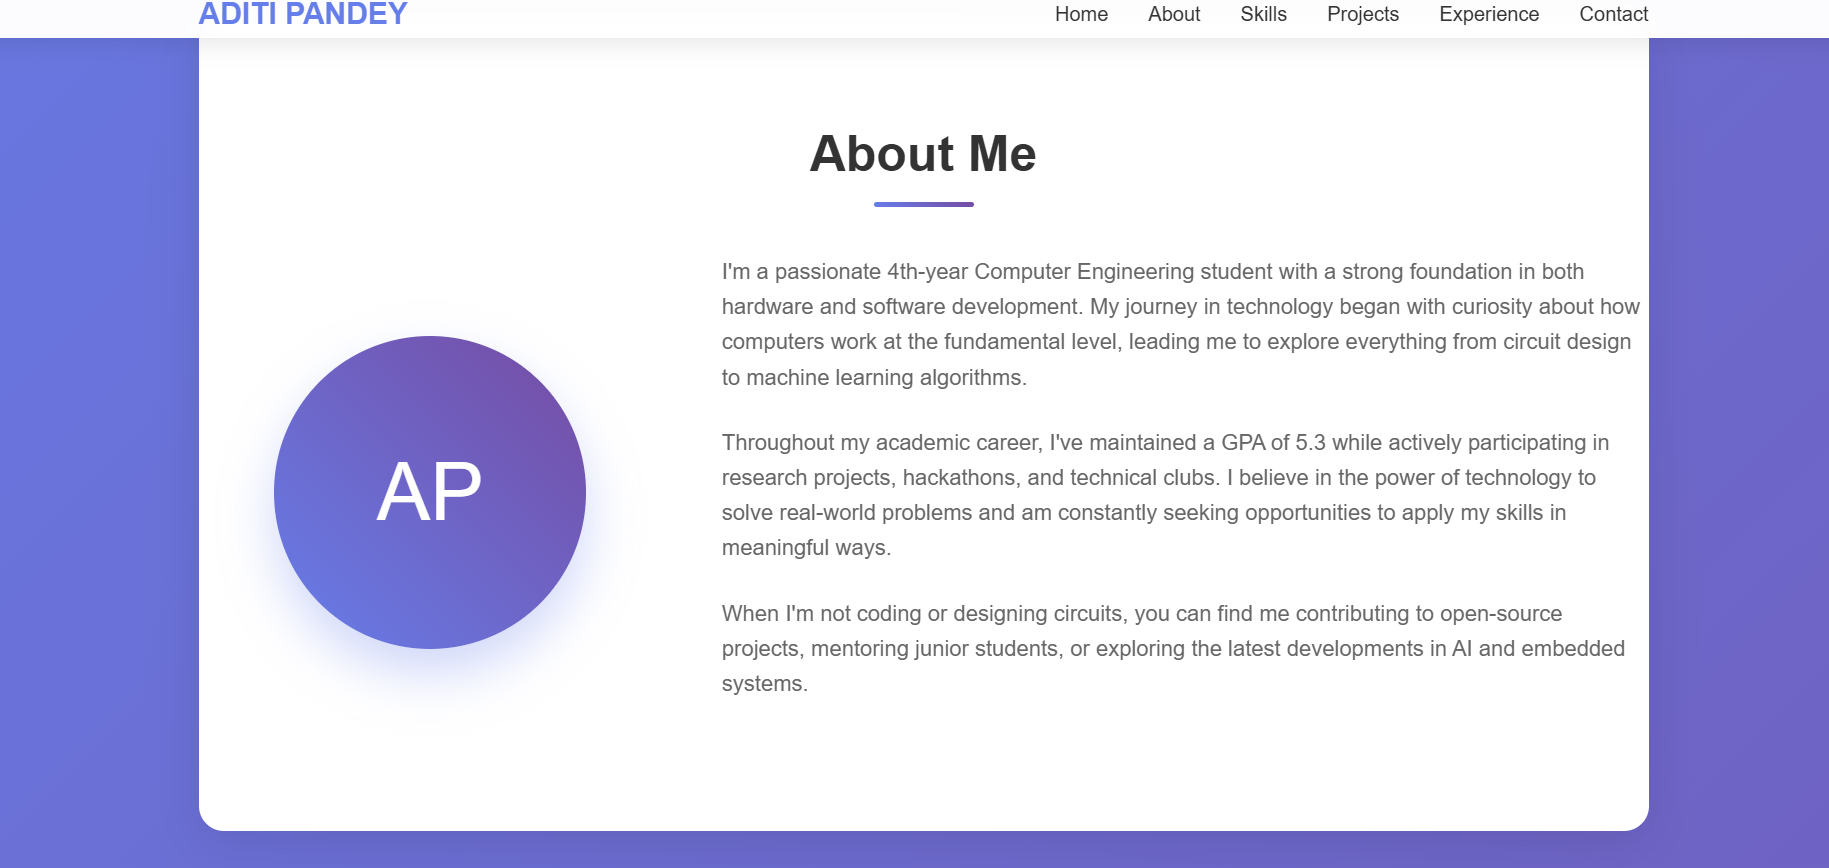 ADITI PANDEY
Home About Skills Projects Experience Contact
About Me
AP
I'm a passionate 4th-year Computer Engineering student with a strong foundation in both
hardware and software development. My journey in technology began with curiosity about how
computers work at the fundamental level, leading me to explore everything from circuit design
to machine learning algorithms.
Throughout my academic career, I've maintained a GPA of 5.3 while actively participating in
research projects, hackathons, and technical clubs. I believe in the power of technology to
solve real-world problems and am constantly seeking opportunities to apply my skills in
meaningful ways.
When I'm not coding or designing circuits, you can find me contributing to open-source
projects, mentoring junior students, or exploring the latest developments in AI and embedded
systems.